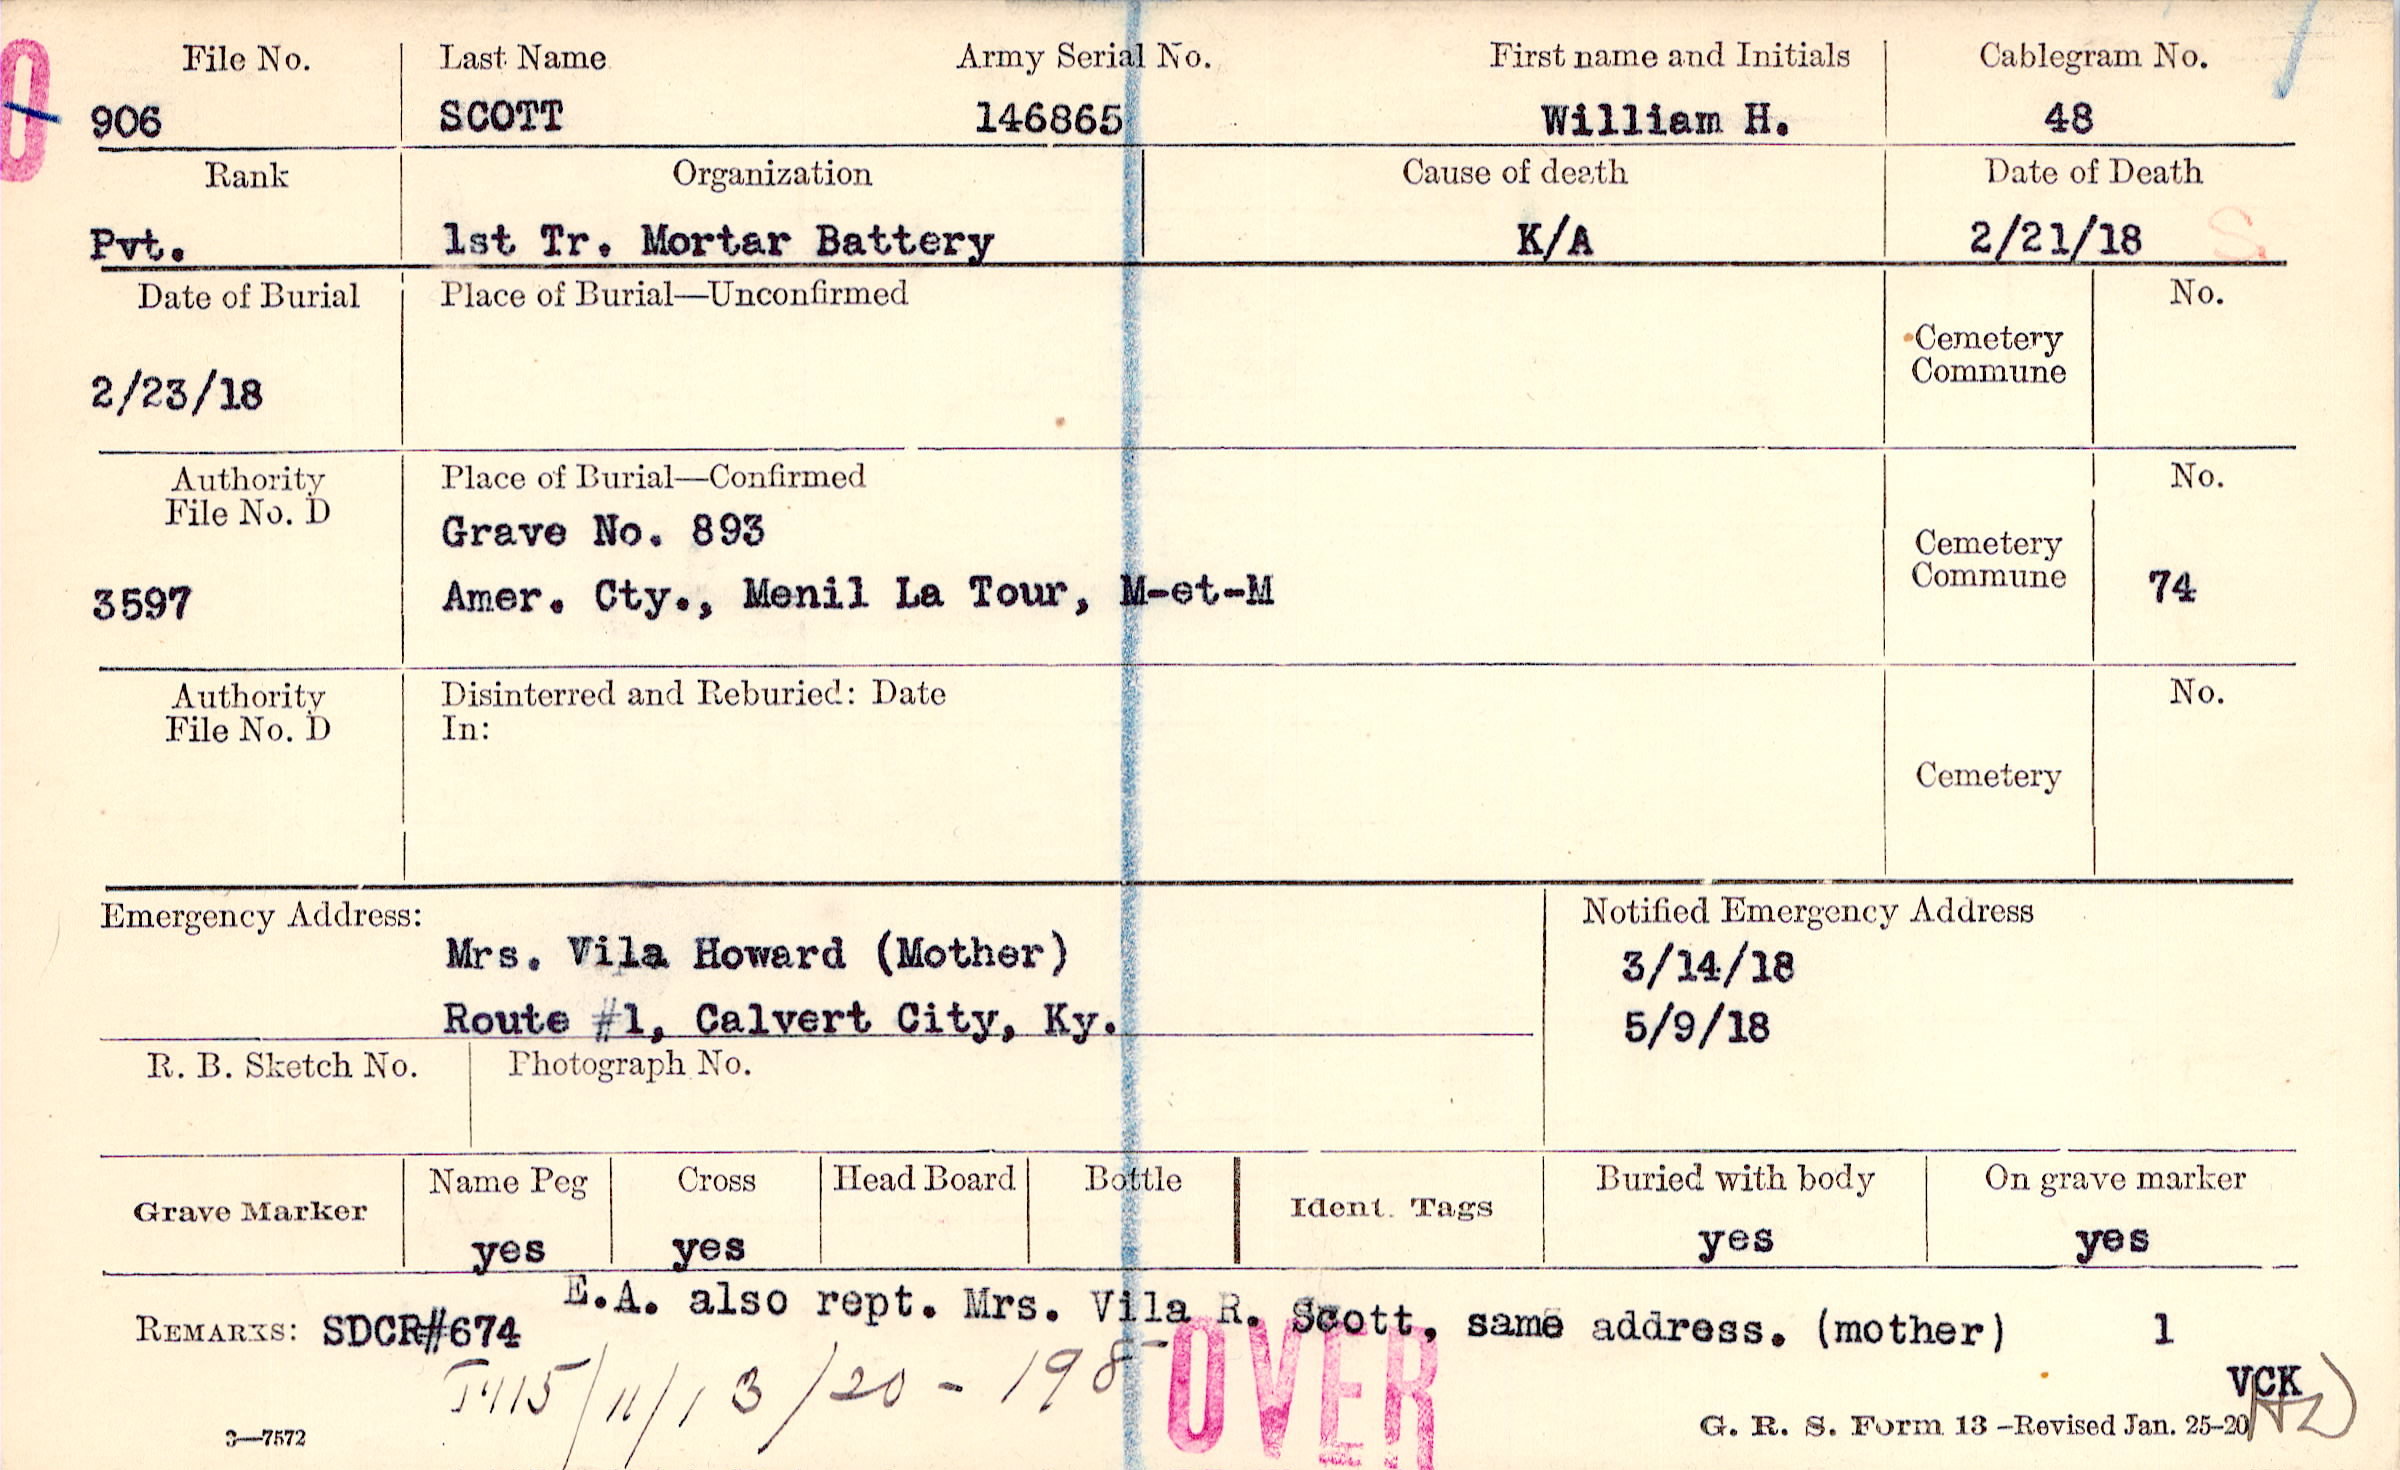 File No. Last Name Army Serial No. First name and Initials Cablegram No.
906 SCOTT 146865 William H. 48
Rank Organization Cause of death Date of Death
Pvt. 1st Tr. Mortar Battery K/A 2/21/18 S.
Date of Burial Place of Burial—Unconfirmed No.
Cemetery
Commune
2/23/18
Authority Place of Burial—Confirmed No.
File No. D
Grave No. 893
Cemetery
Commune
3597 Amer. Cty., Menil La Tour, M-et-M 74
Authority Disinterred and Reburied: Date No.
File No. D In:
Cemetery
Emergency Address: Notified Emergency Address
Mrs. Vila Howard (Mother) 3/14/18
Route #1, Calvert City, Ky. 5/9/18
R. B. Sketch No. Photograph No.
Grave Marker Name Peg Cross Head Board Bottle Ident. Tags Buried with body On grave marker
yes yes yes yes
E.A. also rept. Mrs. Vila R. Scott, same address. (mother) 1
REMARKS: SDCR#674
/11/13/20 - 198
OVER
VCK
3—7572 G. R. S. Form 13 -Revised Jan. 25-20